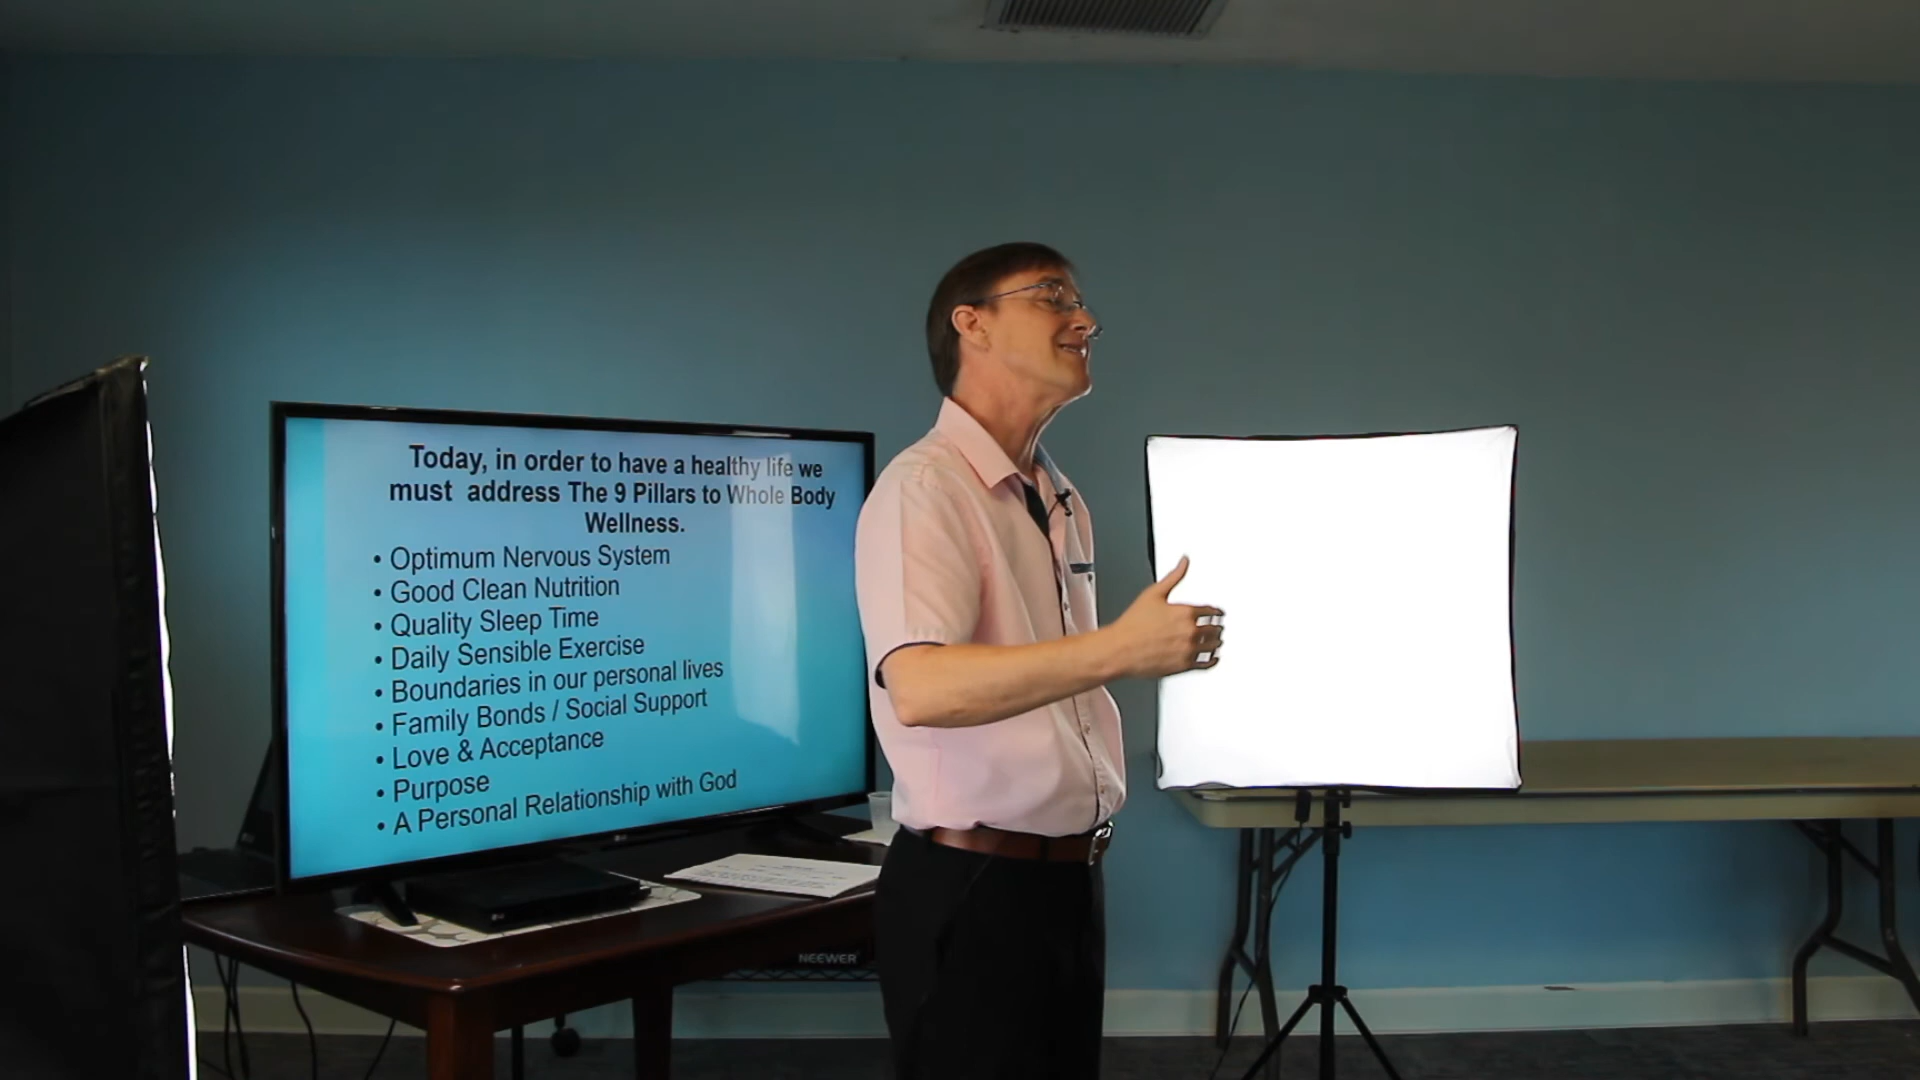 Today, in order to have a healthy life we
must address The 9 Pillars to Whole Body
Wellness.
• Optimum Nervous System
• Good Clean Nutrition
• Quality Sleep Time
• Daily Sensible Exercise
• Boundaries in our personal lives
• Family Bonds / Social Support
• Love & Acceptance
• Purpose
• A Personal Relationship with God
LG
LG
NEEWER